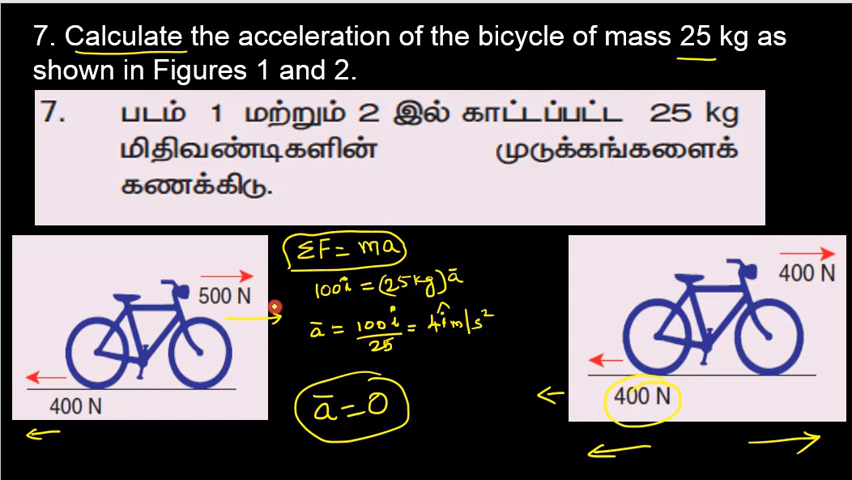 7. Calculate the acceleration of the bicycle of mass 25 kg as
shown in Figures 1 and 2.
7. படம் 1 மற்றும் 2 இல் காட்டப்பட்ட 25 kg
மிதிவண்டிகளின் முடுக்கங்களைக்
கணக்கிடு.
500 N
400 N
ΣF = ma
100î = (25kg) ā
ā = 100î/25 = 4î m/s²
ā = 0̄
400 N
400 N